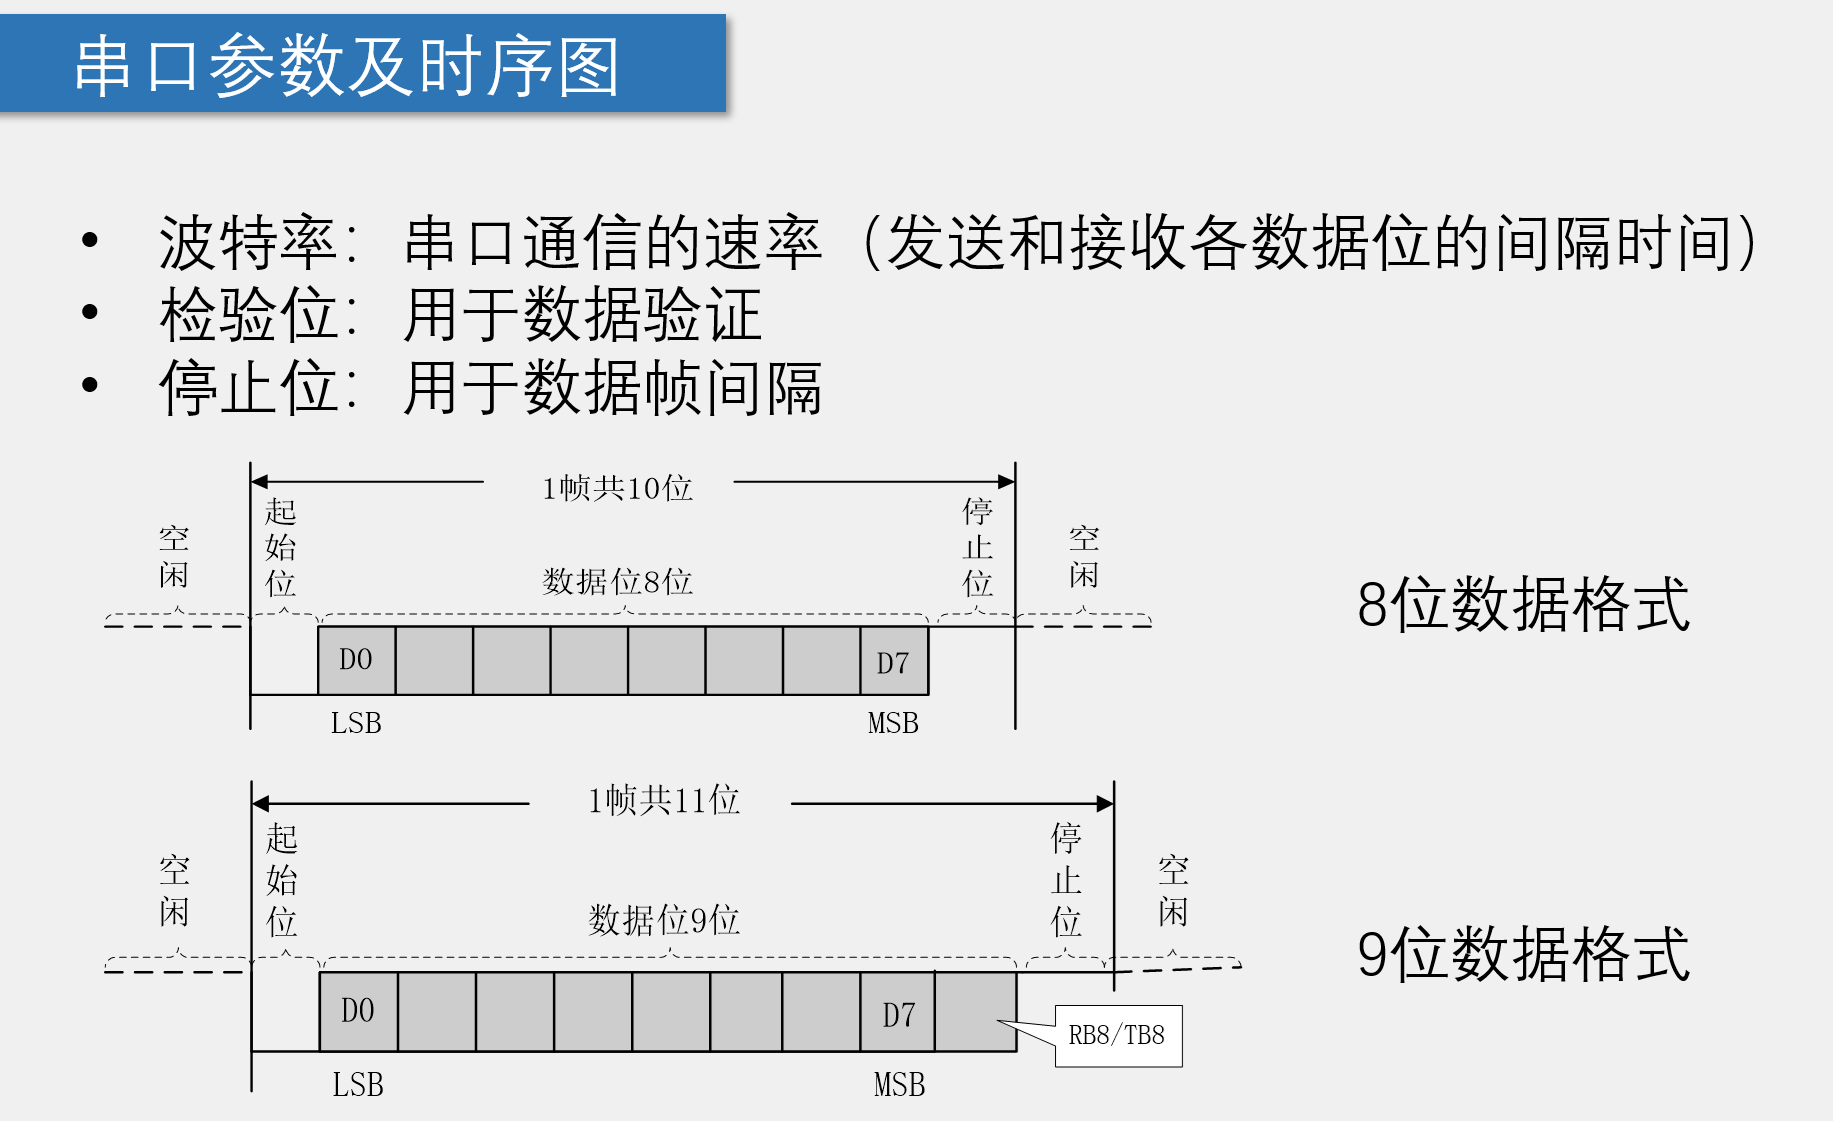 串口参数及时序图
• 波特率：串口通信的速率（发送和接收各数据位的间隔时间）
• 检验位：用于数据验证
• 停止位：用于数据帧间隔
1帧共10位
空闲
起始位
数据位8位
停止位
空闲
8位数据格式
D0
D7
LSB
MSB
1帧共11位
空闲
起始位
数据位9位
停止位
空闲
9位数据格式
D0
D7
RB8/TB8
LSB
MSB